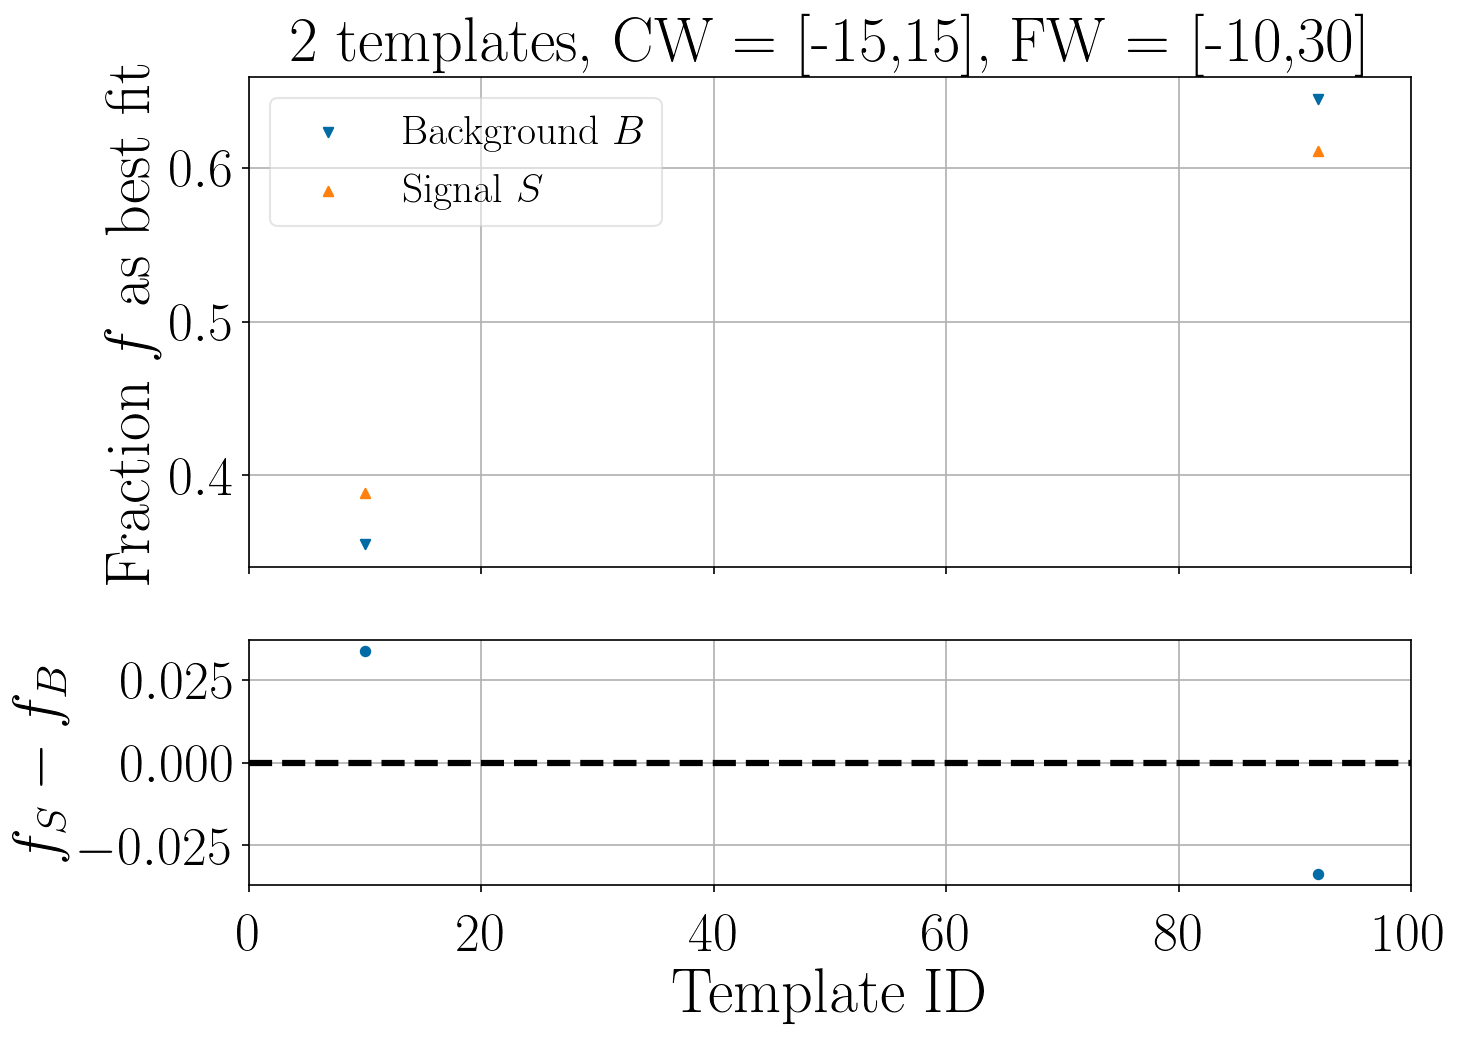 2 templates, CW = [-15,15], FW = [-10,30]
Fraction f as best fit
Background B
Signal S
0.6
0.5
0.4
f_S − f_B
0.025
0.000
−0.025
0 20 40 60 80 100
Template ID